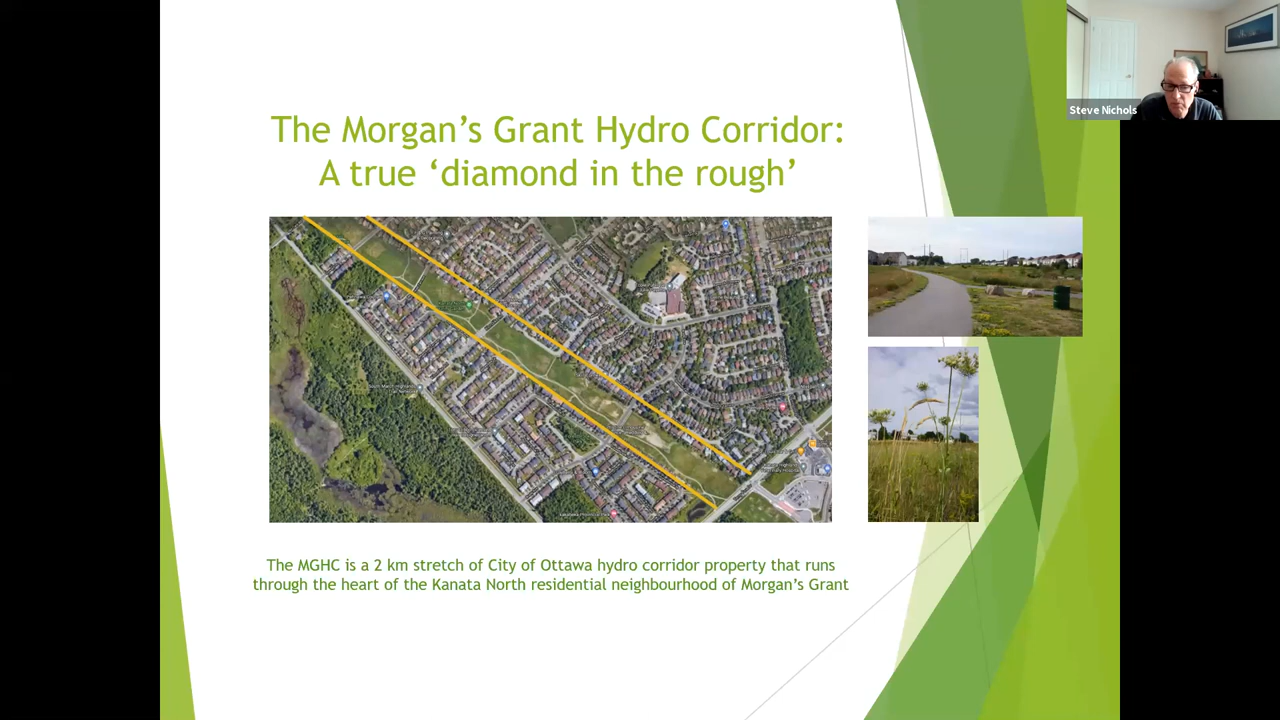 Steve Nichols
The Morgan’s Grant Hydro Corridor:
A true ‘diamond in the rough’
The MGHC is a 2 km stretch of City of Ottawa hydro corridor property that runs
through the heart of the Kanata North residential neighbourhood of Morgan’s Grant